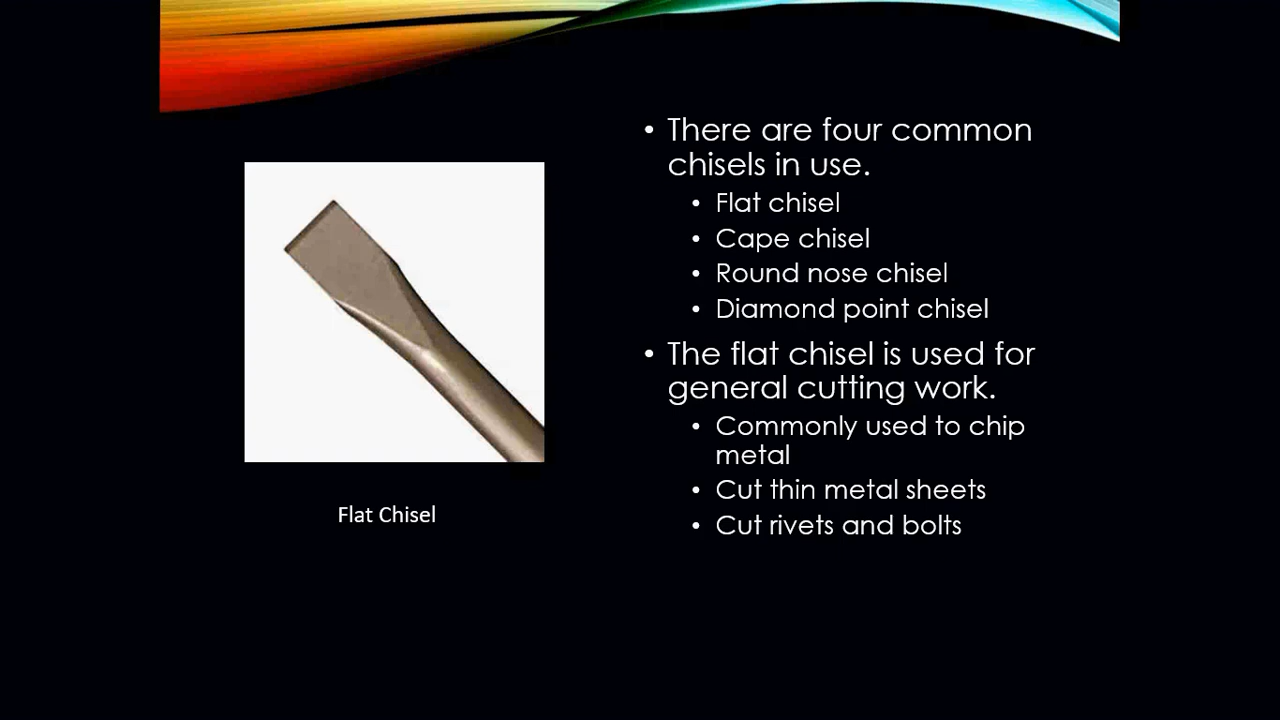 • There are four common
chisels in use.
• Flat chisel
• Cape chisel
• Round nose chisel
• Diamond point chisel
• The flat chisel is used for
general cutting work.
• Commonly used to chip
metal
• Cut thin metal sheets
• Cut rivets and bolts
Flat Chisel